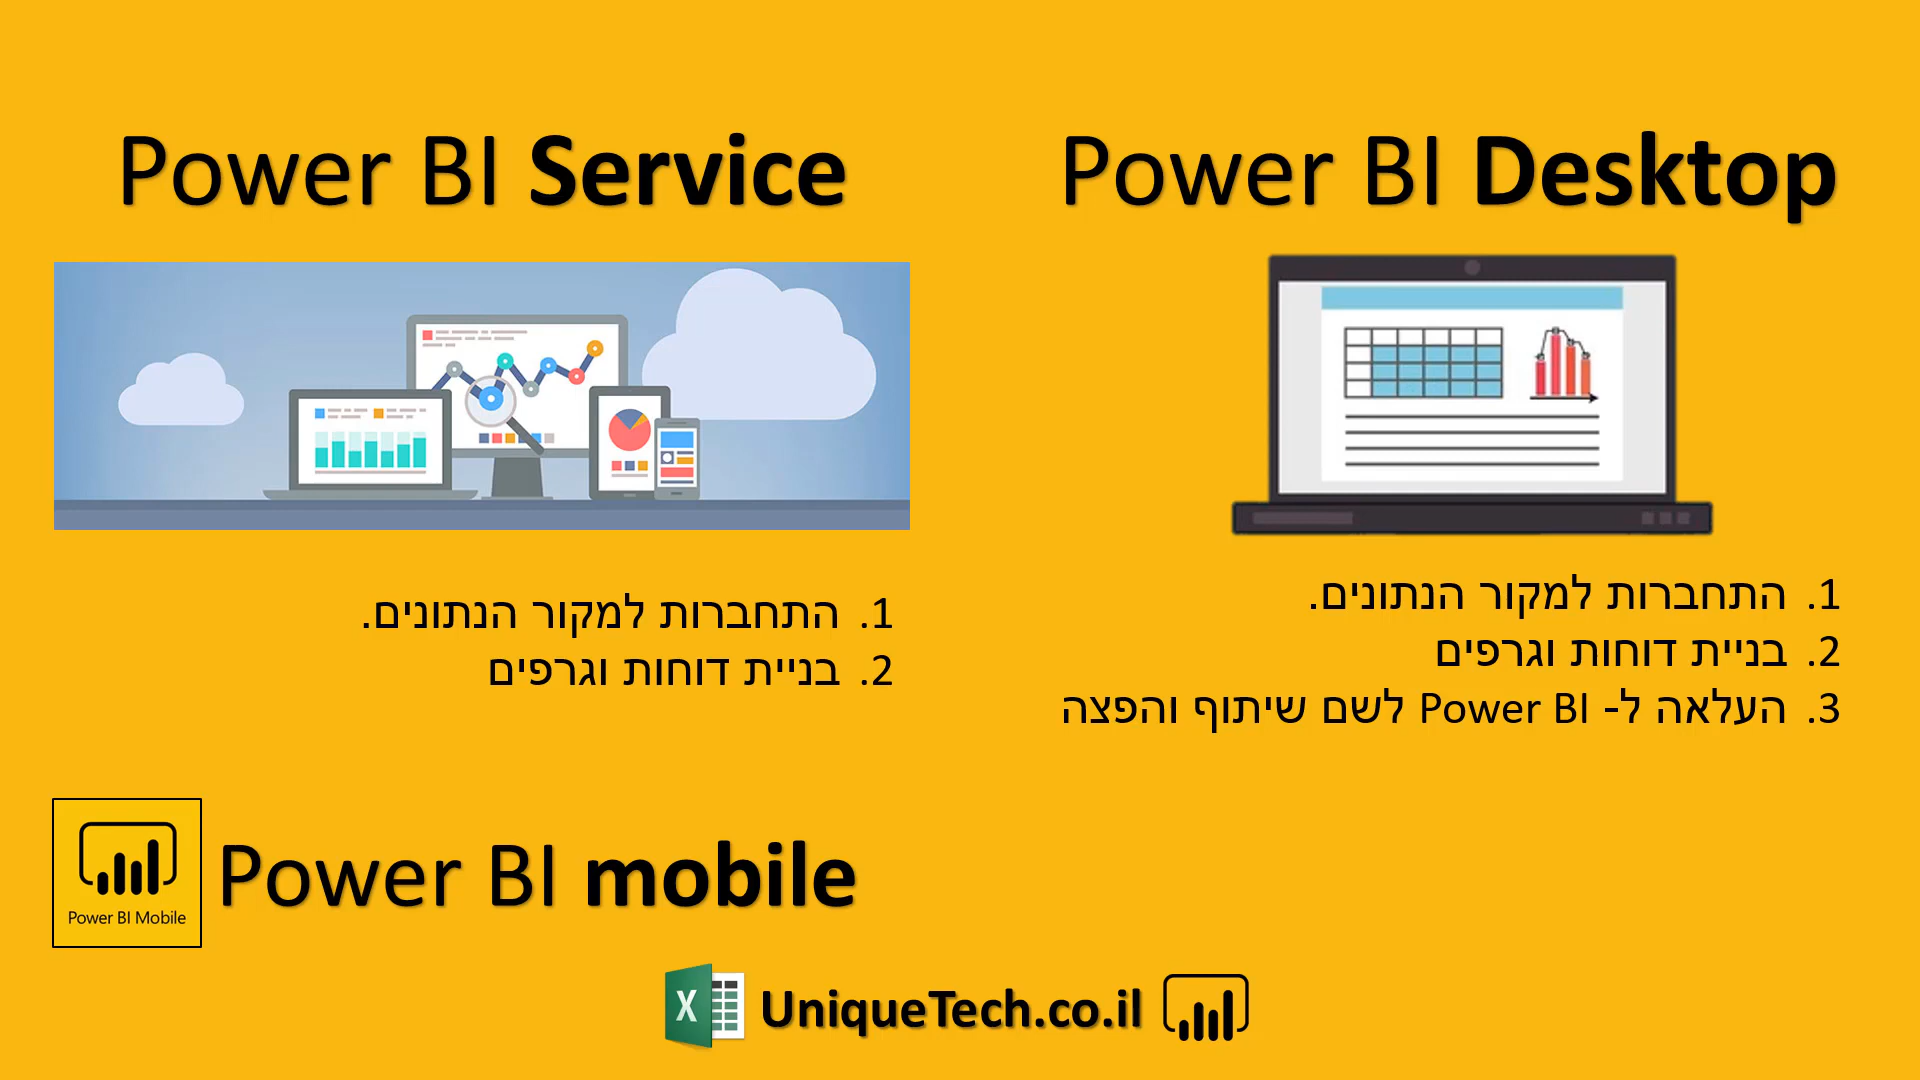 Power BI Service
Power BI Desktop
1. התחברות למקור הנתונים.
2. בניית דוחות וגרפים
3. העלאה ל- Power BI לשם שיתוף והפצה
1. התחברות למקור הנתונים.
2. בניית דוחות וגרפים
Power BI Mobile
Power BI mobile
X
UniqueTech.co.il